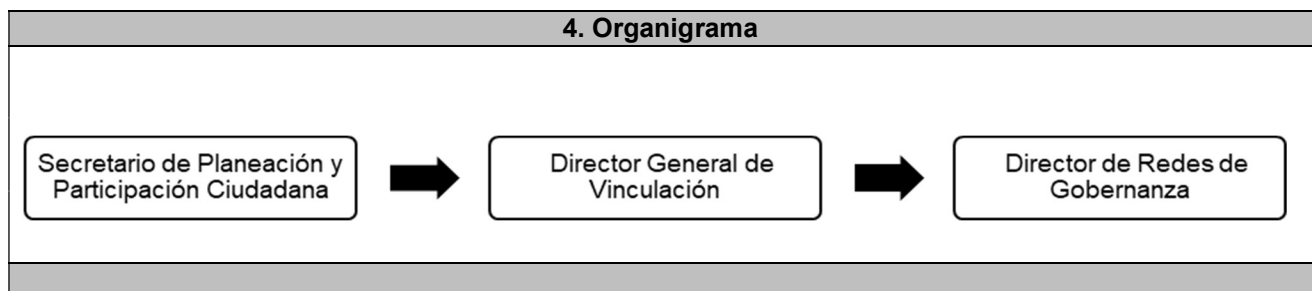 4. Organigrama
Secretario de Planeación y
Participación Ciudadana
Director General de
Vinculación
Director de Redes de
Gobernanza